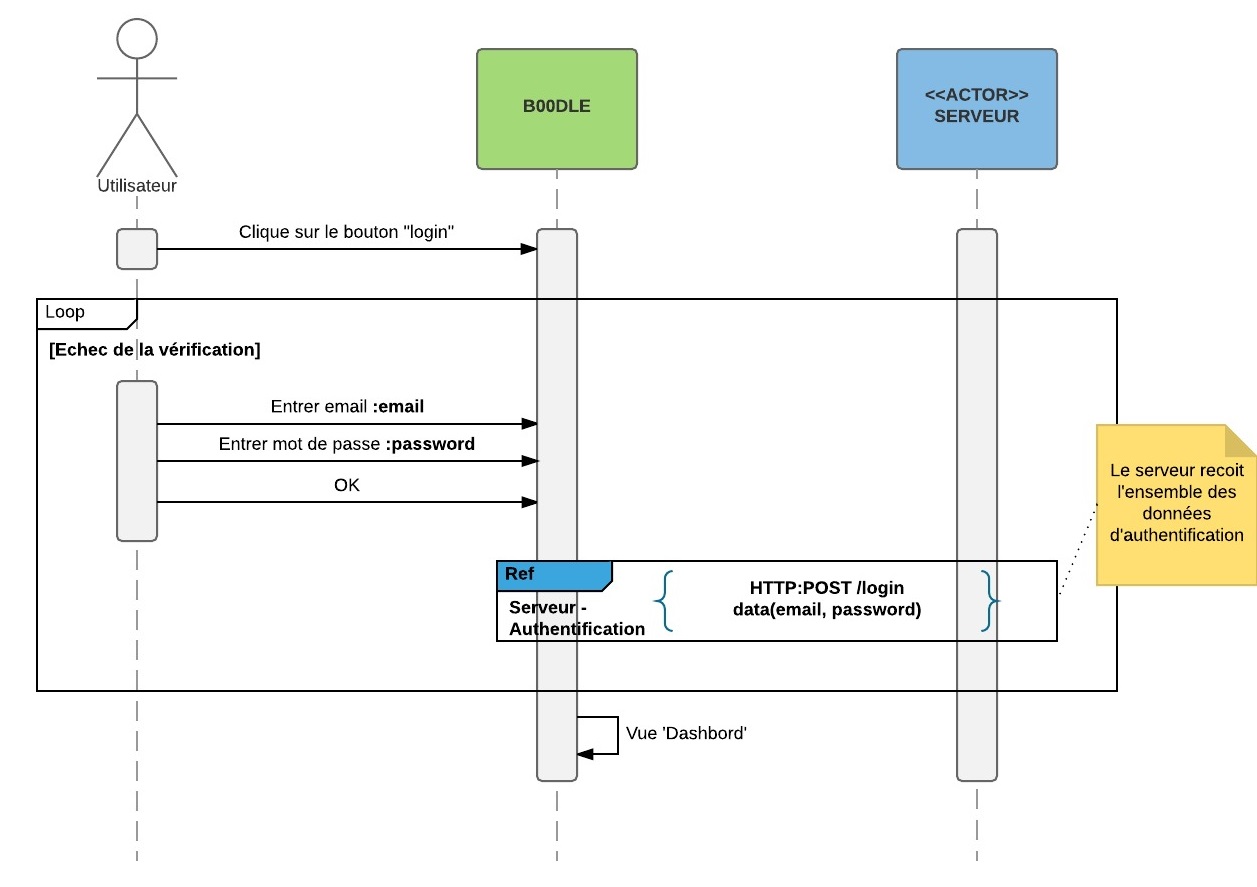 Utilisateur
B00DLE
<<ACTOR>>
SERVEUR
Clique sur le bouton "login"
Loop
[Echec de la vérification]
Entrer email :email
Entrer mot de passe :password
OK
Le serveur recoit
l'ensemble des
données
d'authentification
Ref
Serveur -
Authentification
HTTP:POST /login
data(email, password)
Vue 'Dashbord'